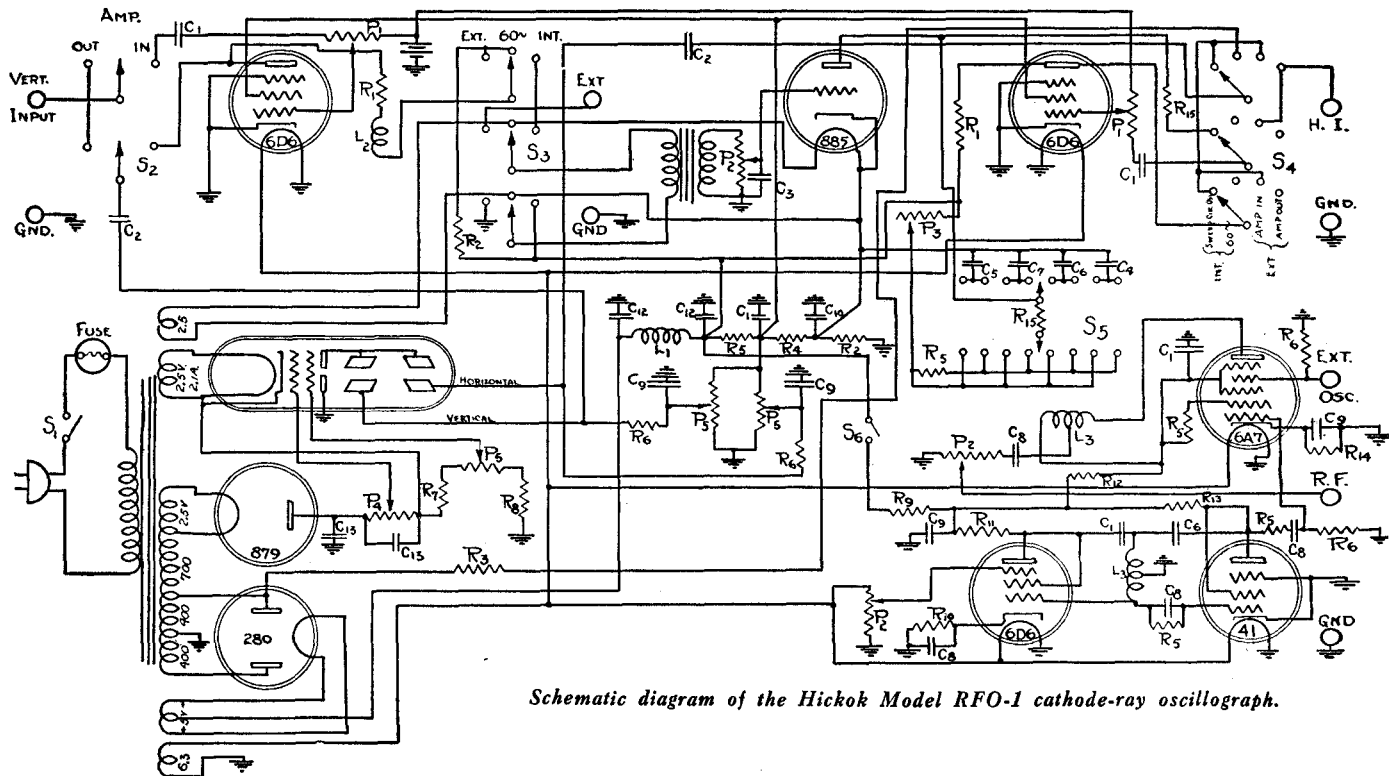 AMP.
OUT
IN
C1
P1
EXT. 60~ INT.
VERT.
INPUT
R1
L2
C2
EXT
6D6
S2
S3
P2
C3
885
R1
6D6
P1
R15
C1
H. I.
S4
GND.
C2
R2
GND
P3
GND.
INT.
60~
AMP IN
EXT
AMP OUT
C5
C7
C6
C4
R15
S5
FUSE
2.5
2.5V.
2.1A.
C12
L1
C12
R5
C1
R4
R2
R5
HORIZONTAL
VERTICAL
C9
P5
P5
C9
R6
R6
S1
S6
C1
R6
EXT.
OSC.
R5
6A7
C9
R14
L3
C8
P2
R12
R.F.
879
2.5V
P4
C13
C13
P5
R7
R8
R9
C9
R11
R13
C1
C6
R5
C8
R6
700
400
400
280
R3
L3
P2
R10
C8
6D6
C8
R5
41
GND
5V
6.3
Schematic diagram of the Hickok Model RFO-1 cathode-ray oscillograph.